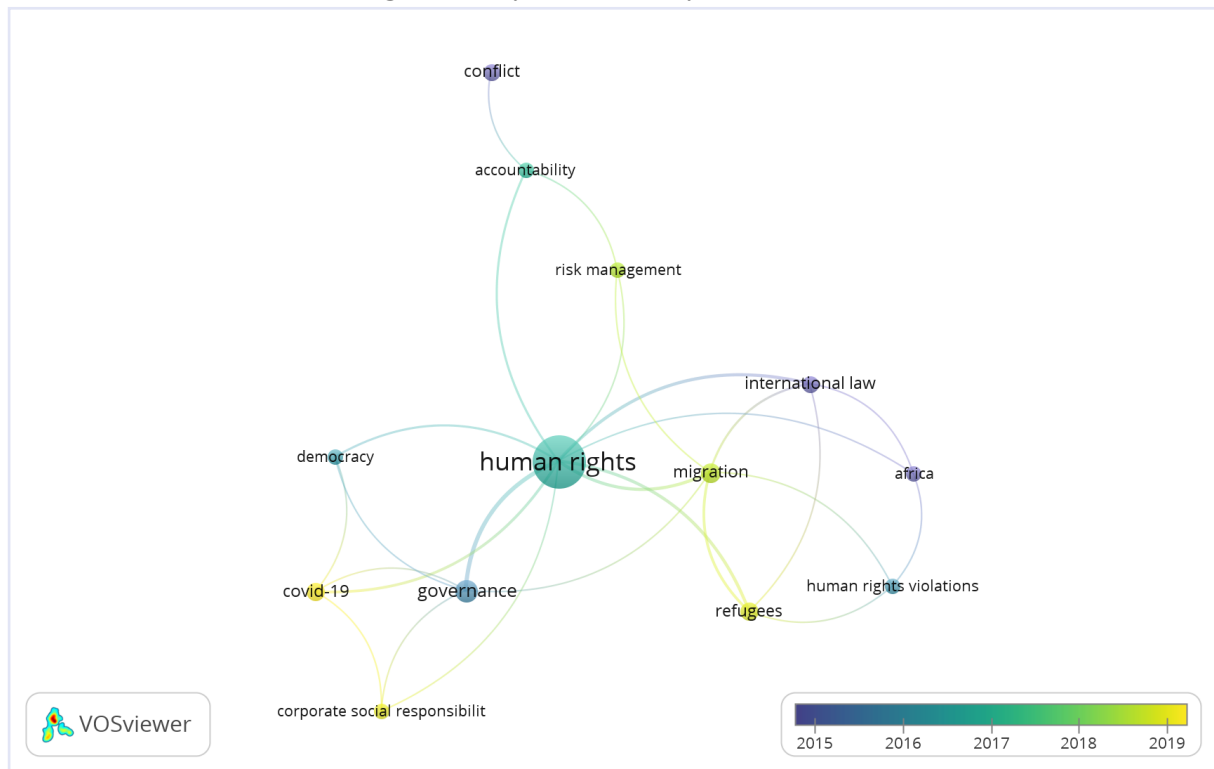 conflict
accountability
risk management
international law
democracy
human rights
migration
africa
covid-19
governance
human rights violations
refugees
corporate social responsibilit
VOSviewer
2015 2016 2017 2018 2019